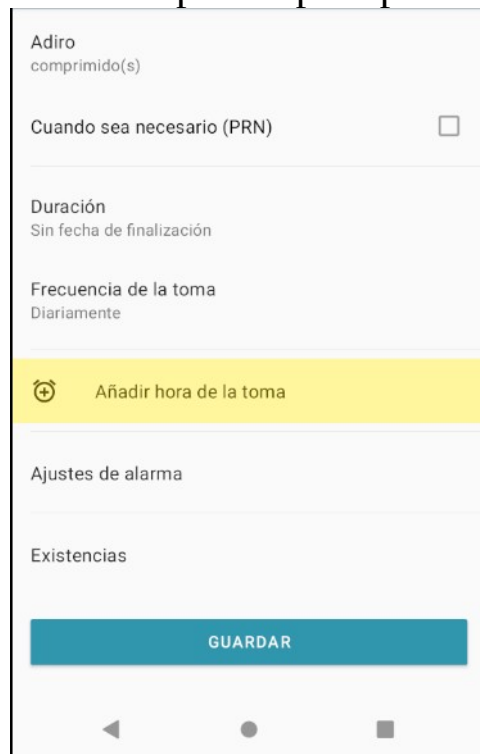 Adiro
comprimido(s)
Cuando sea necesario (PRN)
Duración
Sin fecha de finalización
Frecuencia de la toma
Diariamente
Añadir hora de la toma
Ajustes de alarma
Existencias
GUARDAR